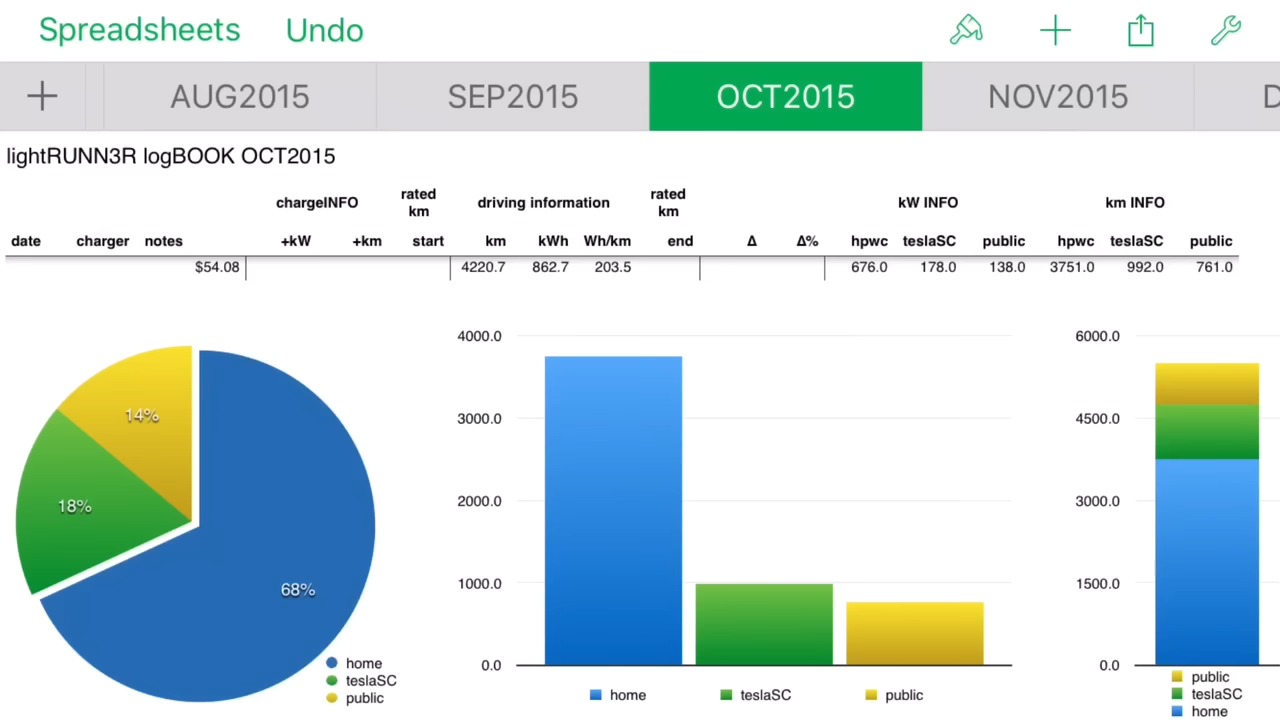 Spreadsheets Undo
AUG2015 SEP2015 OCT2015 NOV2015 D
lightRUNN3R logBOOK OCT2015
chargeINFO rated km driving information rated km kW INFO km INFO
date charger notes +kW +km start km kWh Wh/km end Δ Δ% hpwc teslaSC public hpwc teslaSC public
$54.08 4220.7 862.7 203.5 676.0 178.0 138.0 3751.0 992.0 761.0
14%
18%
68%
home
teslaSC
public
4000.0
3000.0
2000.0
1000.0
0.0
home teslaSC public
6000.0
4500.0
3000.0
1500.0
0.0
public
teslaSC
home